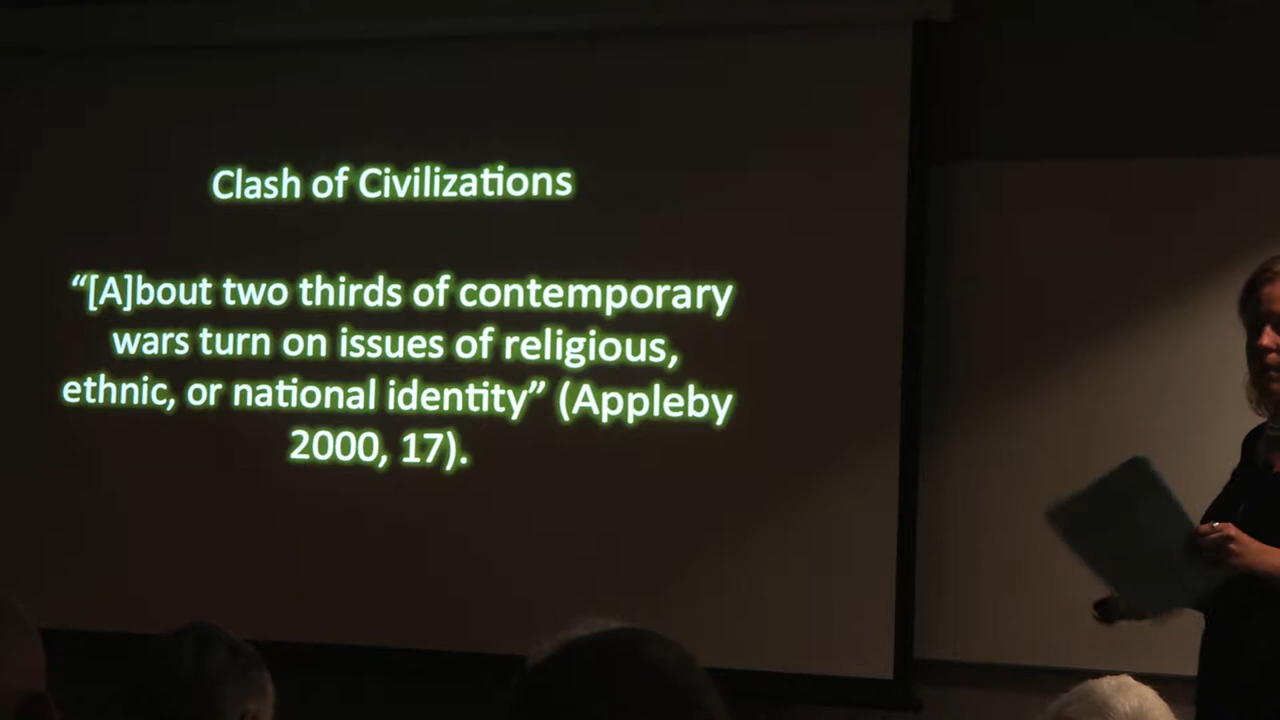 Clash of Civilizations
“[A]bout two thirds of contemporary
wars turn on issues of religious,
ethnic, or national identity” (Appleby
2000, 17).